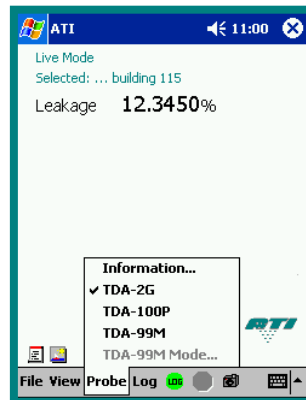 ATI 11:00
Live Mode
Selected: ... building 115
Leakage 12.3450%
Information...
TDA-2G
TDA-100P
TDA-99M
TDA-99M Mode...
ATI
File View Probe Log LOG